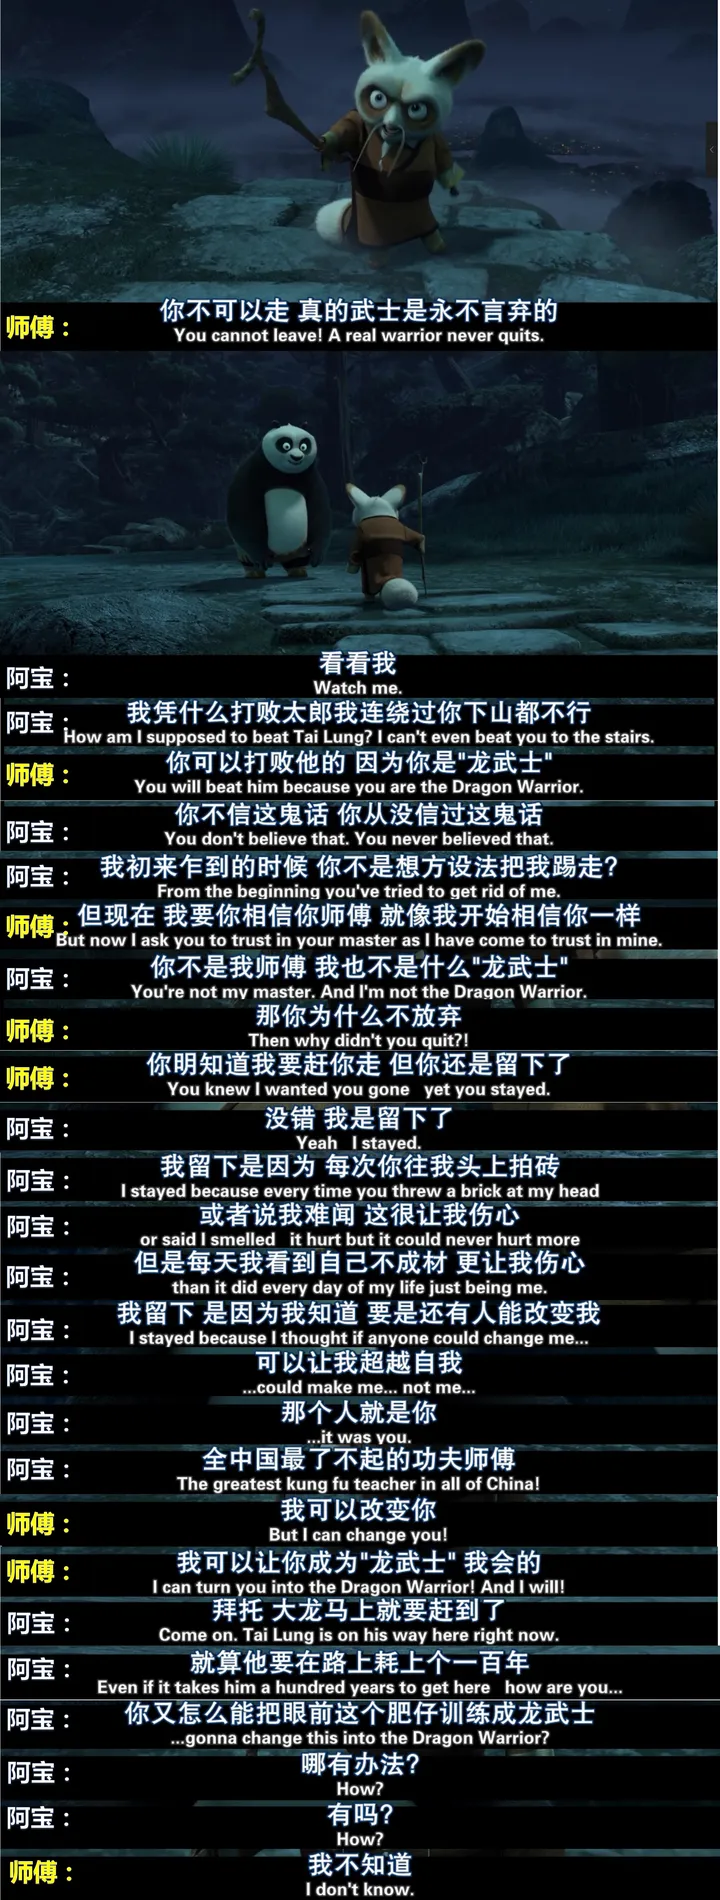 师傅： 你不可以走 真的武士是永不言弃的
You cannot leave! A real warrior never quits.
阿宝： 看看我
Watch me.
阿宝： 我凭什么打败太郎我连绕过你下山都不行
How am I supposed to beat Tai Lung? I can't even beat you to the stairs.
师傅： 你可以打败他的 因为你是"龙武士"
You will beat him because you are the Dragon Warrior.
阿宝： 你不信这鬼话 你从没信过这鬼话
You don't believe that. You never believed that.
阿宝： 我初来乍到的时候 你不是想方设法把我踢走？
From the beginning you've tried to get rid of me.
师傅： 但现在 我要你相信你师傅 就像我开始相信你一样
But now I ask you to trust in your master as I have come to trust in mine.
阿宝： 你不是我师傅 我也不是什么"龙武士"
You're not my master. And I'm not the Dragon Warrior.
师傅： 那你为什么不放弃
Then why didn't you quit?!
师傅： 你明知道我要赶你走 但你还是留下了
You knew I wanted you gone yet you stayed.
阿宝： 没错 我是留下了
Yeah I stayed.
阿宝： 我留下是因为 每次你往我头上拍砖
I stayed because every time you threw a brick at my head
阿宝： 或者说我难闻 这很让我伤心
or said I smelled it hurt but it could never hurt more
阿宝： 但是每天我看到自己不成材 更让我伤心
than it did every day of my life just being me.
阿宝： 我留下 是因为我知道 要是还有人能改变我
I stayed because I thought if anyone could change me...
阿宝： 可以让我超越自我
...could make me... not me...
阿宝： 那个人就是你
...it was you.
阿宝： 全中国最了不起的功夫师傅
The greatest kung fu teacher in all of China!
师傅： 我可以改变你
But I can change you!
师傅： 我可以让你成为"龙武士" 我会的
I can turn you into the Dragon Warrior! And I will!
阿宝： 拜托 大龙马上就要赶到了
Come on. Tai Lung is on his way here right now.
阿宝： 就算他要在路上耗上个一百年
Even if it takes him a hundred years to get here how are you...
阿宝： 你又怎么能把眼前这个肥仔训练成龙武士
...gonna change this into the Dragon Warrior?
阿宝： 哪有办法？
How?
阿宝： 有吗？
How?
师傅： 我不知道
I don't know.